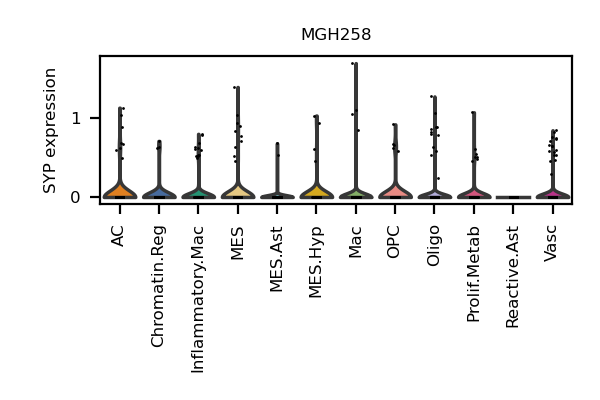 MGH258
SYP expression
1
0
AC
Chromatin.Reg
Inflammatory.Mac
MES
MES.Ast
MES.Hyp
Mac
OPC
Oligo
Prolif.Metab
Reactive.Ast
Vasc